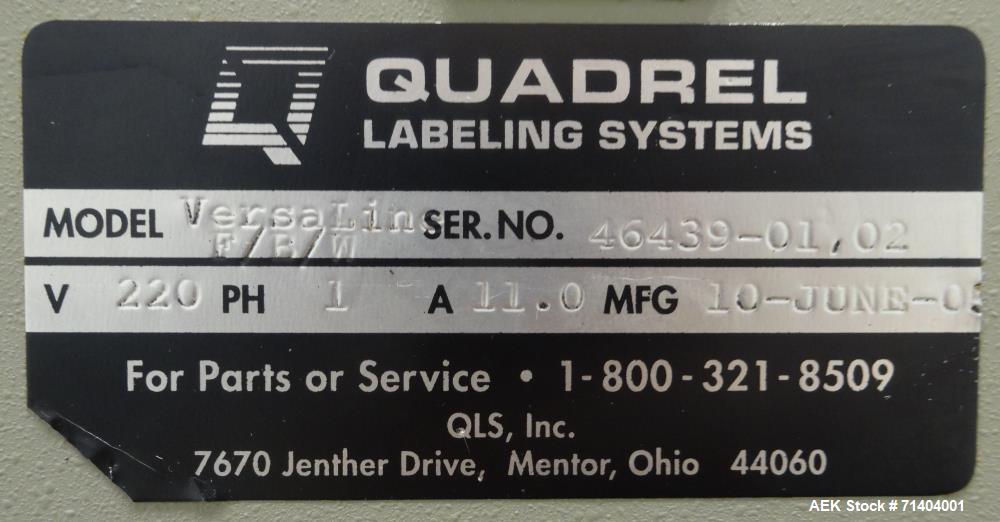 QUADREL
LABELING SYSTEMS
MODEL VersaLine SER. NO. 46439-01,02
F/B/W
V 220 PH 1 A 11.0 MFG 10-JUNE-05
For Parts or Service • 1-800-321-8509
QLS, Inc.
7670 Jenther Drive, Mentor, Ohio 44060
AEK Stock # 71404001